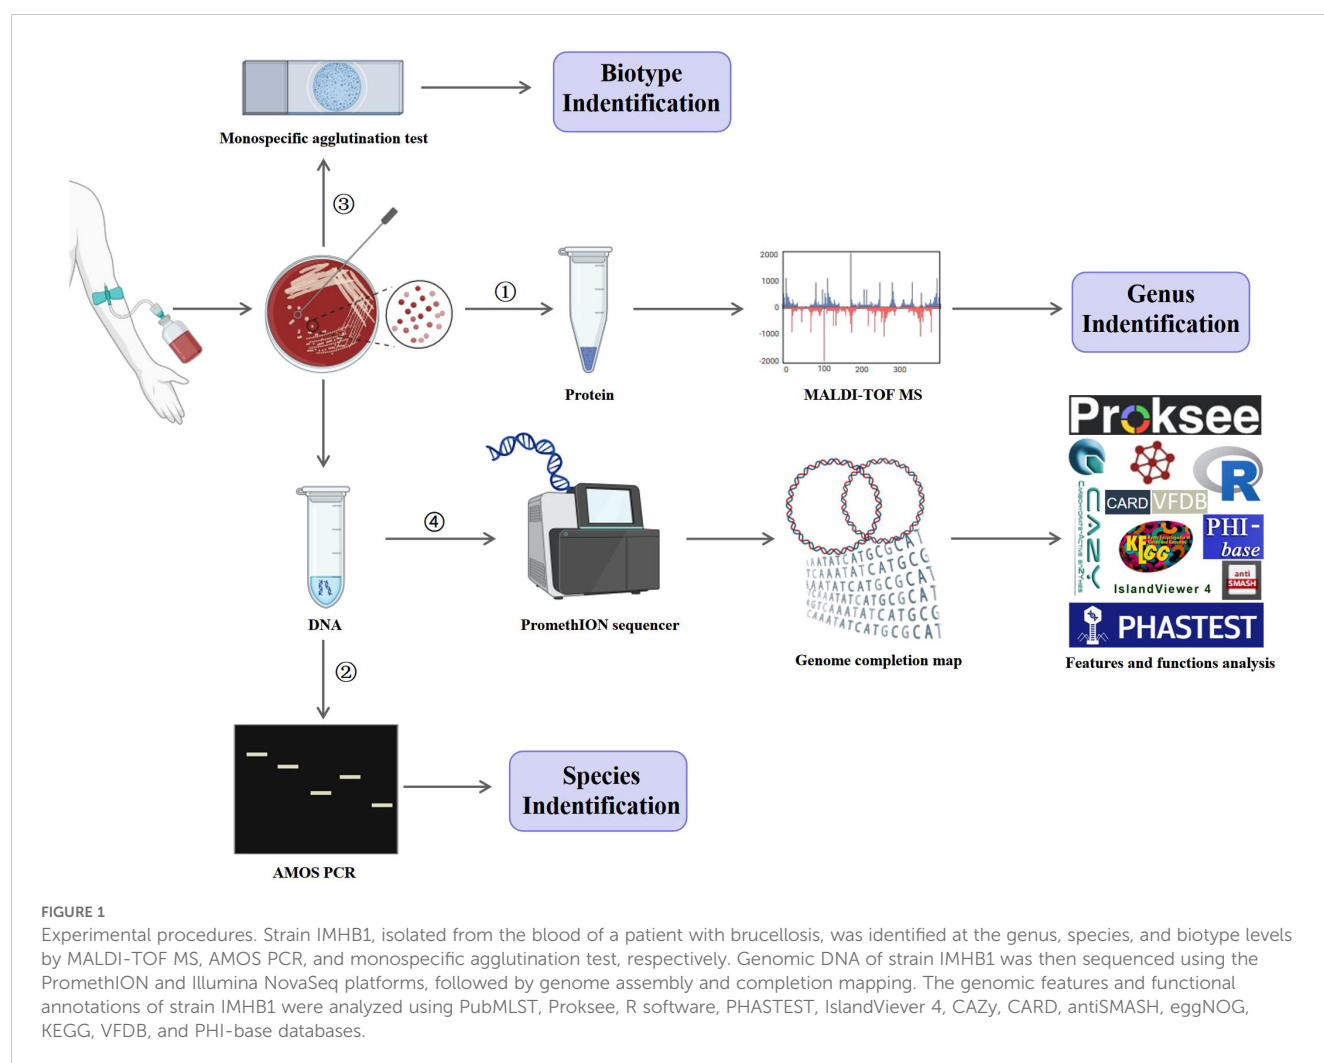 Biotype
Indentification
Monospecific agglutination test
③
①
2000
1000
0
-1000
-2000
0
100
200
300
Genus
Indentification
Protein
MALDI-TOF MS
Proksee
R
CARBOHYDRATE-ACTIVE ENZYMES
CAZY
CARD
VFDB
KEGG
PHI-
base
anti
SMASH
IslandViewer 4
PHASTEST
④
DNA
PromethION sequencer
Genome completion map
Features and functions analysis
②
Species
Indentification
AMOS PCR
FIGURE 1
Experimental procedures. Strain IMHB1, isolated from the blood of a patient with brucellosis, was identified at the genus, species, and biotype levels
by MALDI-TOF MS, AMOS PCR, and monospecific agglutination test, respectively. Genomic DNA of strain IMHB1 was then sequenced using the
PromethION and Illumina NovaSeq platforms, followed by genome assembly and completion mapping. The genomic features and functional
annotations of strain IMHB1 were analyzed using PubMLST, Proksee, R software, PHASTEST, IslandViever 4, CAZy, CARD, antiSMASH, eggNOG,
KEGG, VFDB, and PHI-base databases.